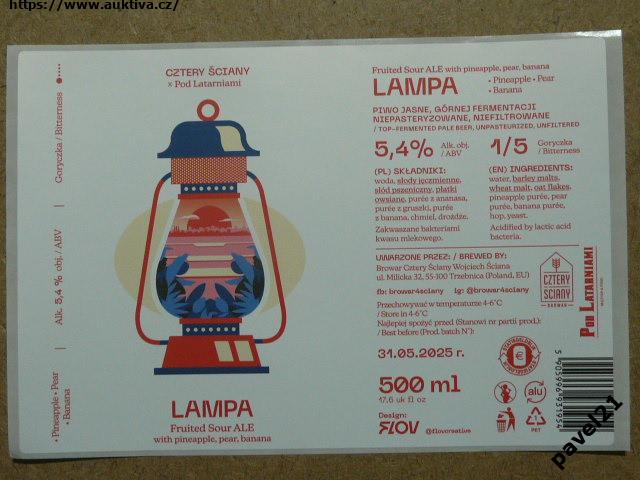 https://www.auktiva.cz/
CZTERY ŚCIANY
× Pod Latarniami
LAMPA
Fruited Sour ALE
with pineapple, pear, banana
Goryczka / Bitterness
Alk. 5,4 % obj. / ABV
• Pineapple • Pear
• Banana
Fruited Sour ALE with pineapple, pear, banana
LAMPA
• Pineapple • Pear
• Banana
PIWO JASNE, GÓRNEJ FERMENTACJI
NIEPASTERYZOWANE, NIEFILTROWANE
/ TOP-FERMENTED PALE BEER, UNPASTEURIZED, UNFILTERED
5,4% Alk. obj.
/ ABV
1/5 Goryczka
/ Bitterness
(PL) SKŁADNIKI:
woda, słody jęczmienne,
słód pszeniczny, płatki
owsiane, purée z ananasa,
purée z gruszki, purée
z banana, chmiel, drożdże.
Zakwaszane bakteriami
kwasu mlekowego.
(EN) INGREDIENTS:
water, barley malts,
wheat malt, oat flakes,
pineapple purée, pear
purée, banana purée,
hop, yeast.
Acidified by lactic acid
bacteria.
UWARZONE PRZEZ: / BREWED BY:
Browar Cztery Ściany Wojciech Ściana
ul. Milicka 32, 55-100 Trzebnica (Poland, EU)
fb: browar4sciany ig: @browar4sciany
Przechowywać w temperaturze 4-6°C
/ Store in 4-6°C
Najlepiej spożyć przed (Stanowi nr partii prod.):
/ Best before (Prod. batch N°):
31.05.2025 r.
500 ml
17,6 uk fl oz
Design:
FLOV @flovcreative
CZTERY
ŚCIANY
BROWAR
POD LATARNIAMI
€
alu
1
PET
5905996931954
pavel21